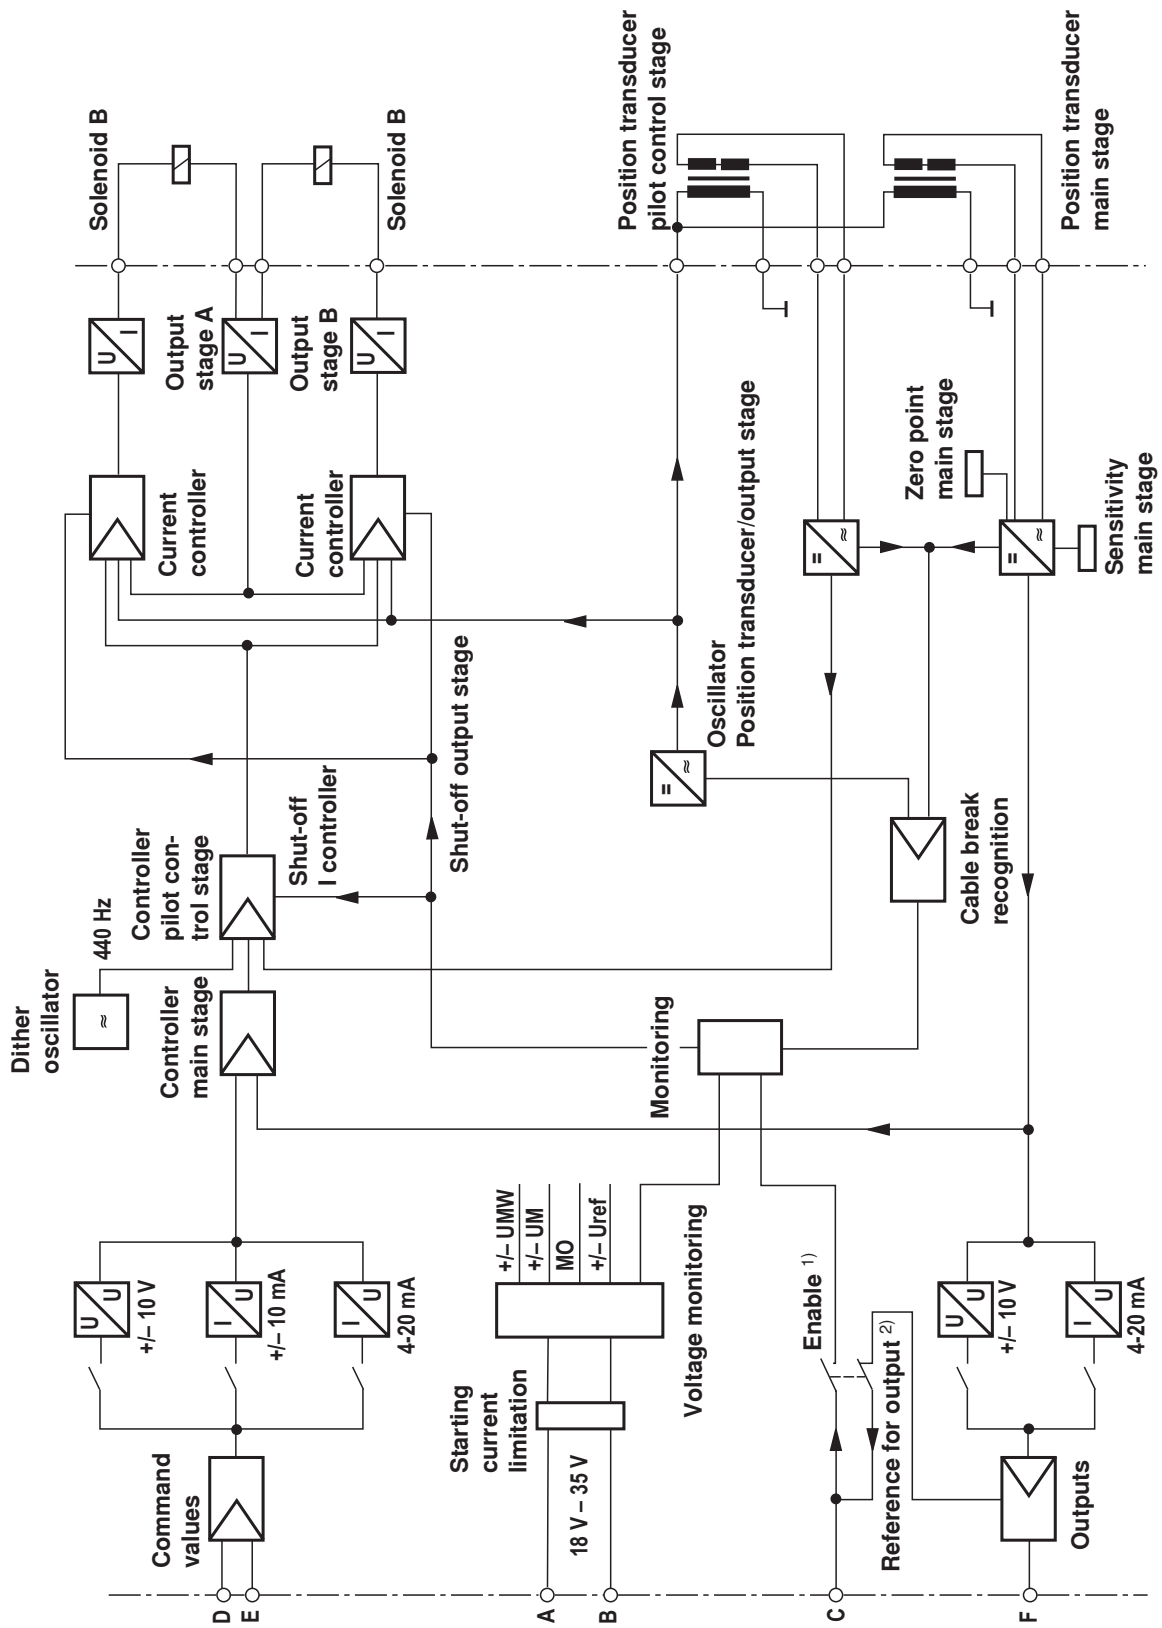 Dither
oscillator
440 Hz
Command
values
D
E
U
U
+/– 10 V
I
U
+/– 10 mA
I
U
4-20 mA
Controller
main stage
Controller
pilot con-
trol stage
Shut-off
I controller
Shut-off output stage
Current
controller
Current
controller
U
I
Output
stage A
U
I
Output
stage B
U
I
Solenoid B
Solenoid B
A
B
18 V – 35 V
Starting
current
limitation
+/– UMW
+/– UM
MO
+/– Uref
Voltage monitoring
Monitoring
=
≈
Oscillator
Position transducer/output stage
Position transducer
pilot control stage
C
Enable 1)
Reference for output 2)
Cable break
recognition
=
≈
Zero point
main stage
=
≈
Sensitivity
main stage
Position transducer
main stage
F
Outputs
U
U
+/– 10 V
I
U
4-20 mA
≈